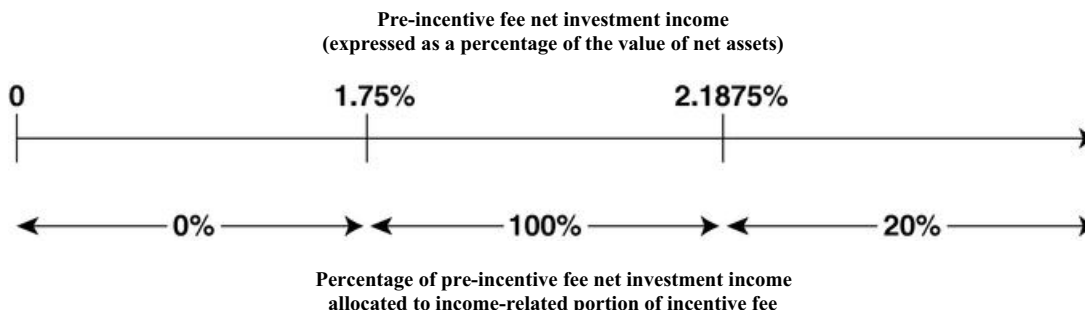 Pre-incentive fee net investment income
(expressed as a percentage of the value of net assets)
0 1.75% 2.1875%
0% 100% 20%
Percentage of pre-incentive fee net investment income
allocated to income-related portion of incentive fee